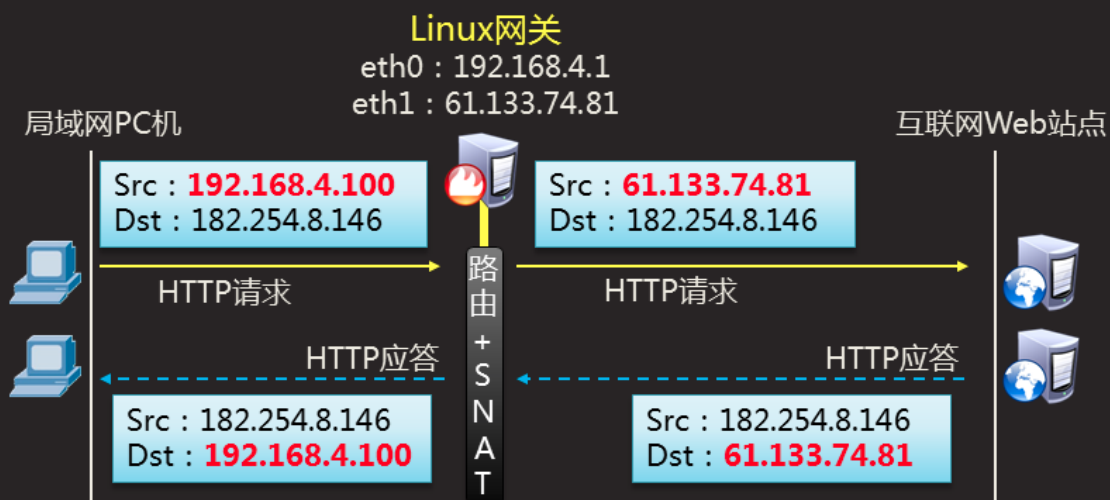 Linux网关
eth0：192.168.4.1
eth1：61.133.74.81
局域网PC机
互联网Web站点
Src：192.168.4.100
Dst：182.254.8.146
Src：61.133.74.81
Dst：182.254.8.146
HTTP请求
HTTP请求
路由+SNAT
HTTP应答
HTTP应答
Src：182.254.8.146
Dst：192.168.4.100
Src：182.254.8.146
Dst：61.133.74.81